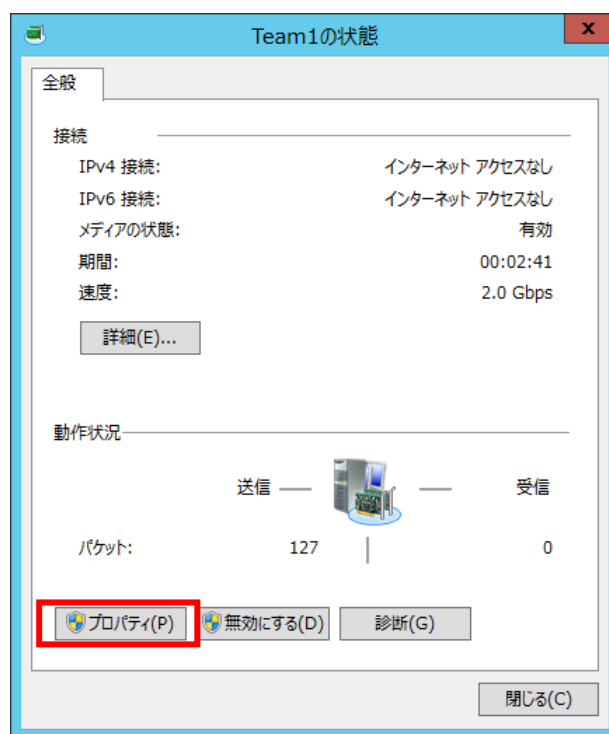 Team1の状態
x
全般
接続
IPv4 接続: インターネット アクセスなし
IPv6 接続: インターネット アクセスなし
メディアの状態: 有効
期間: 00:02:41
速度: 2.0 Gbps
詳細(E)...
動作状況
送信 受信
パケット: 127 0
プロパティ(P) 無効にする(D) 診断(G)
閉じる(C)